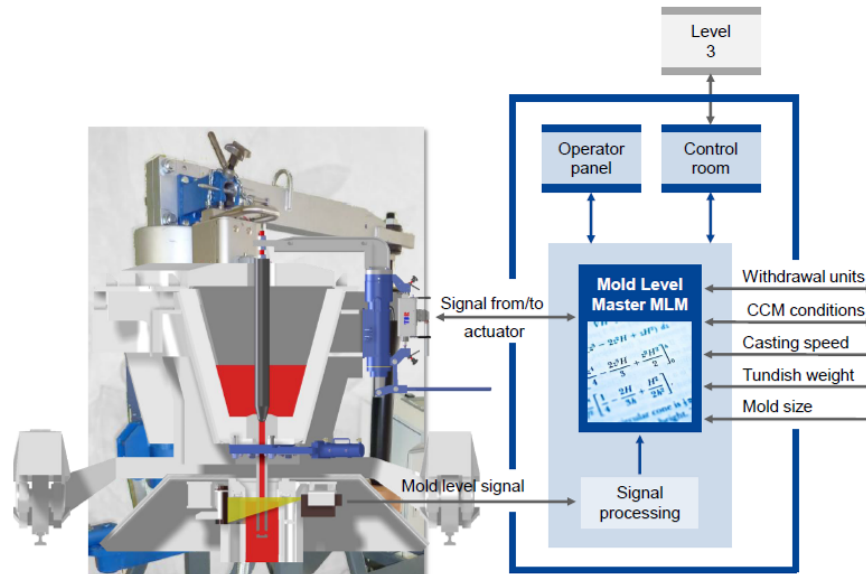 Level
3
Operator
panel
Control
room
Mold Level
Master MLM
Signal from/to
actuator
Withdrawal units
CCM conditions
Casting speed
Tundish weight
Mold size
Mold level signal
Signal
processing